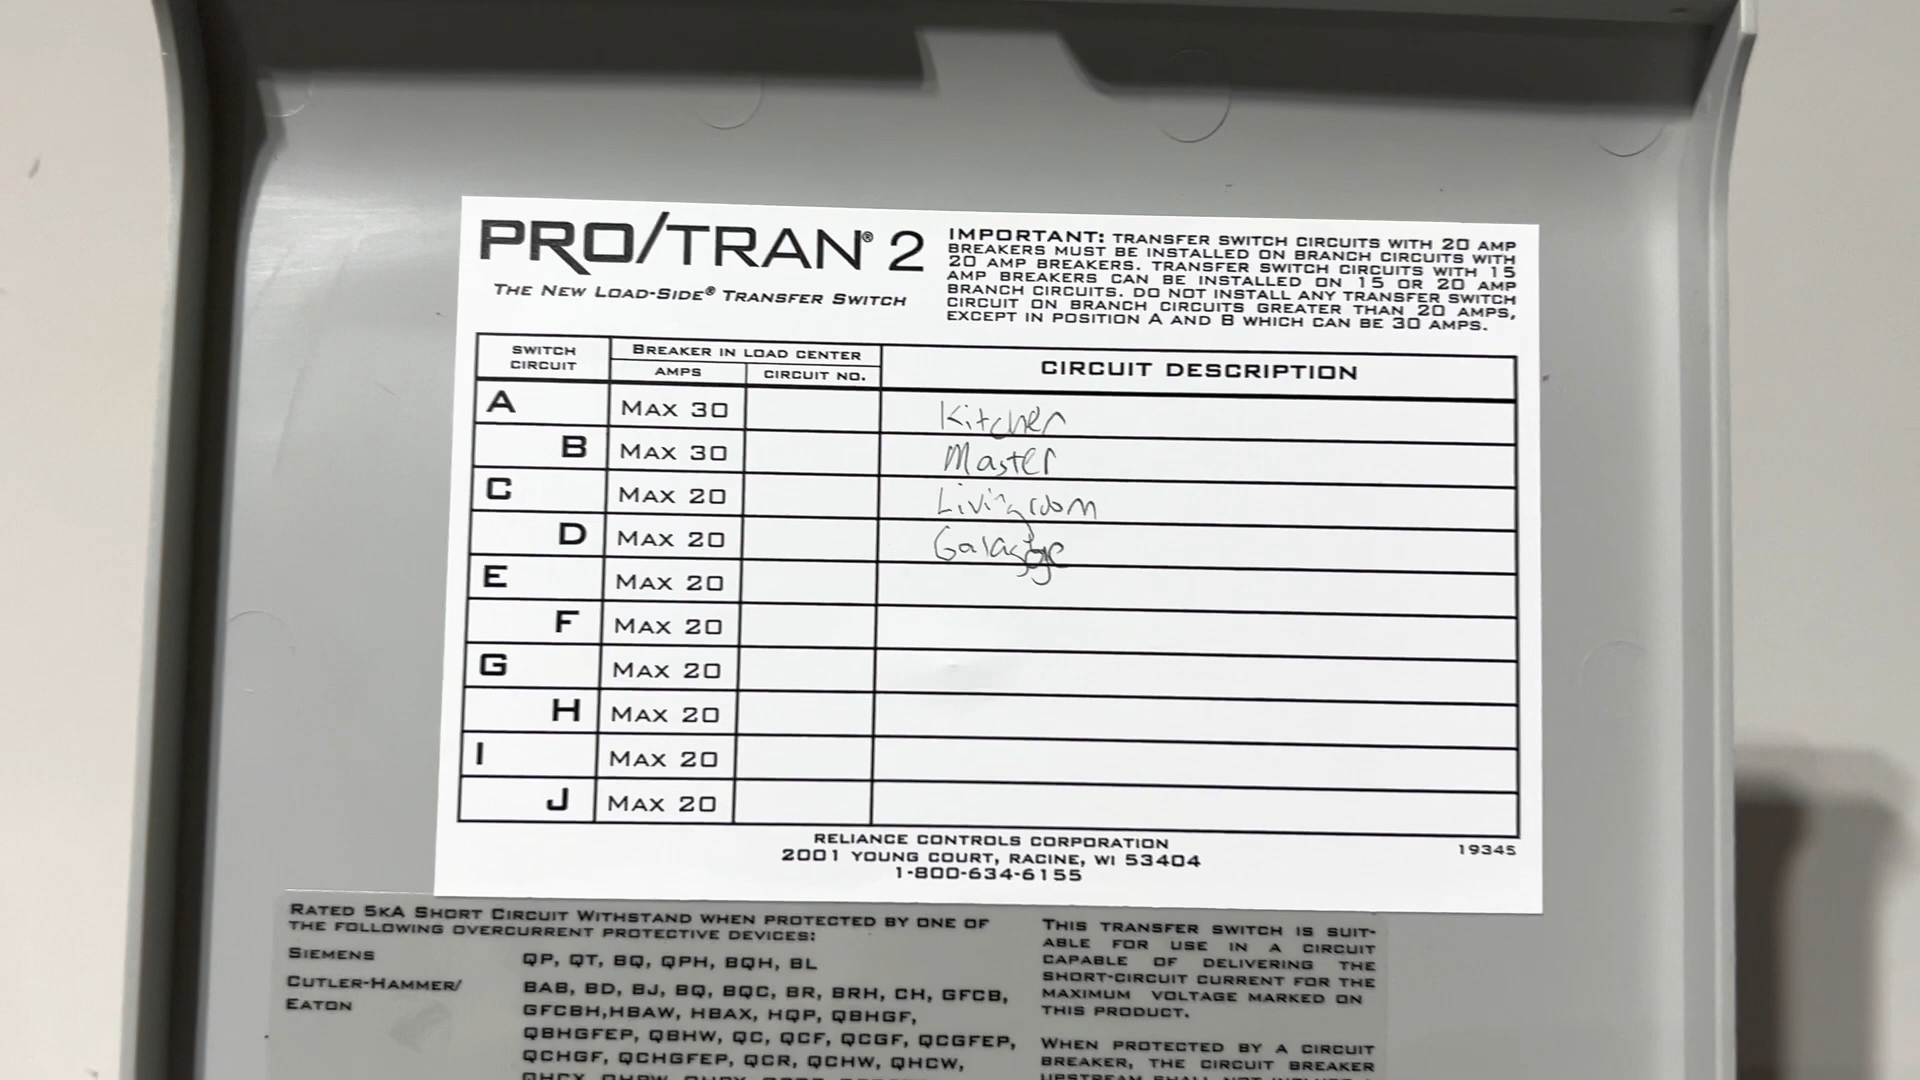 PRO/TRAN® 2
THE NEW LOAD-SIDE® TRANSFER SWITCH
IMPORTANT: TRANSFER SWITCH CIRCUITS WITH 20 AMP
BREAKERS MUST BE INSTALLED ON BRANCH CIRCUITS WITH
20 AMP BREAKERS. TRANSFER SWITCH CIRCUITS WITH 15
AMP BREAKERS CAN BE INSTALLED ON 15 OR 20 AMP
BRANCH CIRCUITS. DO NOT INSTALL ANY TRANSFER SWITCH
CIRCUIT ON BRANCH CIRCUITS GREATER THAN 20 AMPS,
EXCEPT IN POSITION A AND B WHICH CAN BE 30 AMPS.
SWITCH CIRCUIT BREAKER IN LOAD CENTER CIRCUIT DESCRIPTION
AMPS CIRCUIT NO.
A MAX 30 Kitchen
B MAX 30 Master
C MAX 20 Livingroom
D MAX 20
E MAX 20
F MAX 20
G MAX 20
H MAX 20
I MAX 20
J MAX 20
RELIANCE CONTROLS CORPORATION
2001 YOUNG COURT, RACINE, WI 53404
1-800-634-6155
19345
RATED 5KA SHORT CIRCUIT WITHSTAND WHEN PROTECTED BY ONE OF
THE FOLLOWING OVERCURRENT PROTECTIVE DEVICES:
SIEMENS QP, QT, BQ, QPH, BQH, BL
CUTLER-HAMMER/
EATON
BAB, BD, BJ, BQ, BQC, BR, BRH, CH, GFCB,
GFCBH,HBAW, HBAX, HQP, QBHGF,
QBHGFEP, QBHW, QC, QCF, QCGF, QCGFEP,
QCHGF, QCHGFEP, QCR, QCHW, QHCW,
THIS TRANSFER SWITCH IS SUIT-
ABLE FOR USE IN A CIRCUIT
CAPABLE OF DELIVERING THE
SHORT-CIRCUIT CURRENT FOR THE
MAXIMUM VOLTAGE MARKED ON
THIS PRODUCT.
WHEN PROTECTED BY A CIRCUIT
BREAKER, THE CIRCUIT BREAKER